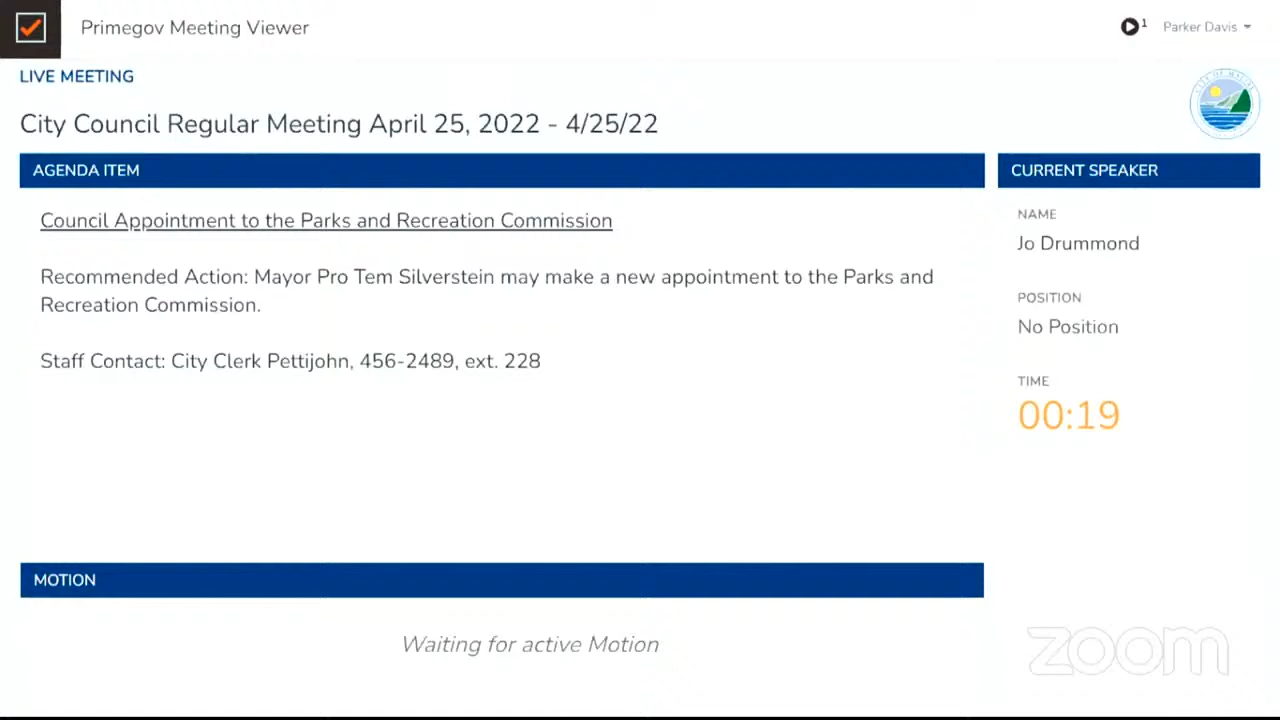 Primegov Meeting Viewer
1 Parker Davis
LIVE MEETING
City Council Regular Meeting April 25, 2022 - 4/25/22
AGENDA ITEM
CURRENT SPEAKER
Council Appointment to the Parks and Recreation Commission
Recommended Action: Mayor Pro Tem Silverstein may make a new appointment to the Parks and
Recreation Commission.
Staff Contact: City Clerk Pettijohn, 456-2489, ext. 228
NAME
Jo Drummond
POSITION
No Position
TIME
00:19
MOTION
Waiting for active Motion
zoom